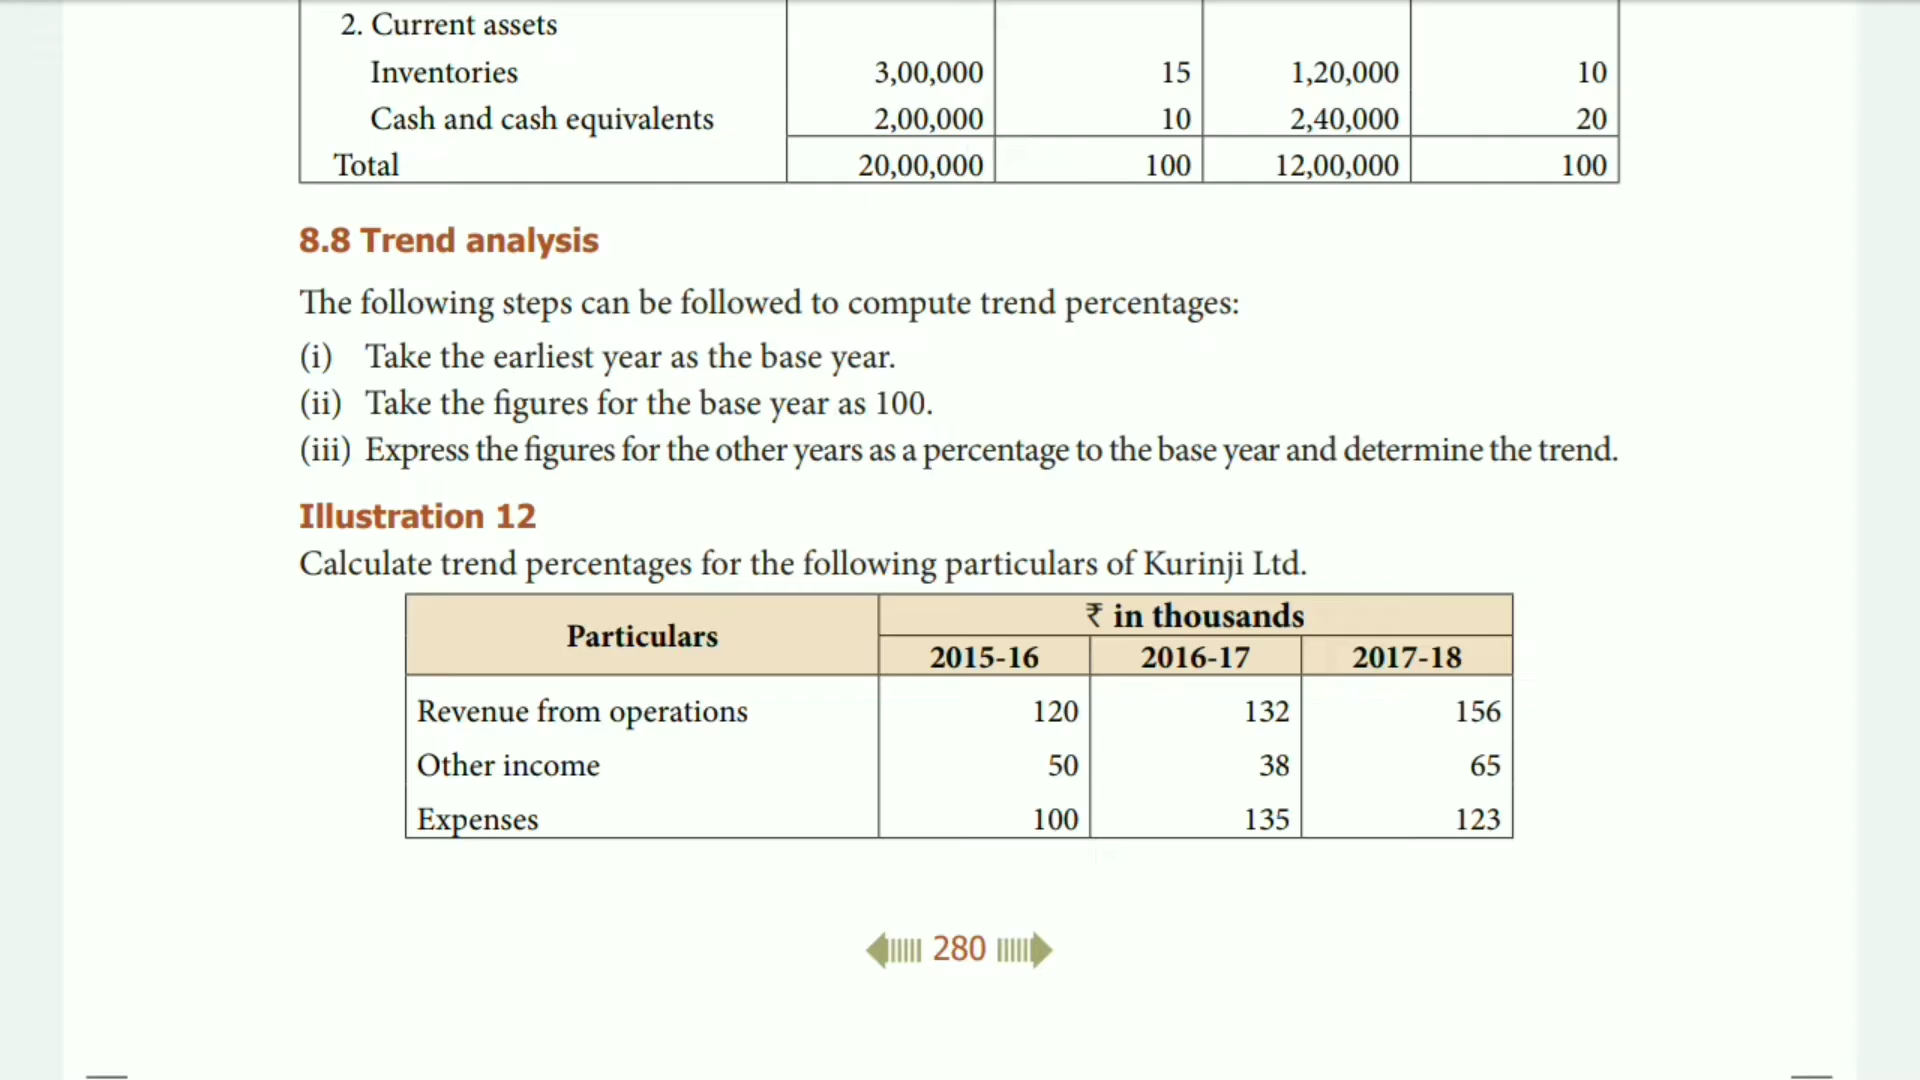 2. Current assets
Inventories 3,00,000 15 1,20,000 10
Cash and cash equivalents 2,00,000 10 2,40,000 20
Total 20,00,000 100 12,00,000 100
8.8 Trend analysis
The following steps can be followed to compute trend percentages:
(i) Take the earliest year as the base year.
(ii) Take the figures for the base year as 100.
(iii) Express the figures for the other years as a percentage to the base year and determine the trend.
Illustration 12
Calculate trend percentages for the following particulars of Kurinji Ltd.
Particulars ₹ in thousands
2015-16 2016-17 2017-18
Revenue from operations 120 132 156
Other income 50 38 65
Expenses 100 135 123
280